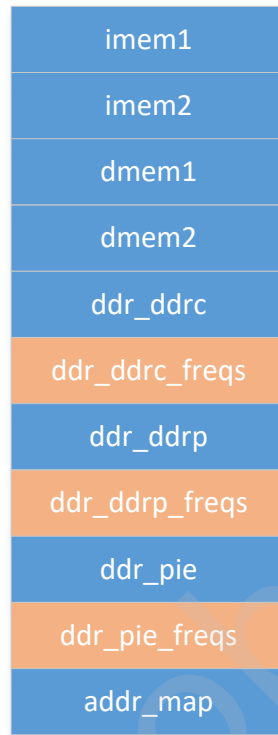 imem1
imem2
dmem1
dmem2
ddr_ddrc
ddr_ddrc_freqs
ddr_ddrp
ddr_ddrp_freqs
ddr_pie
ddr_pie_freqs
addr_map